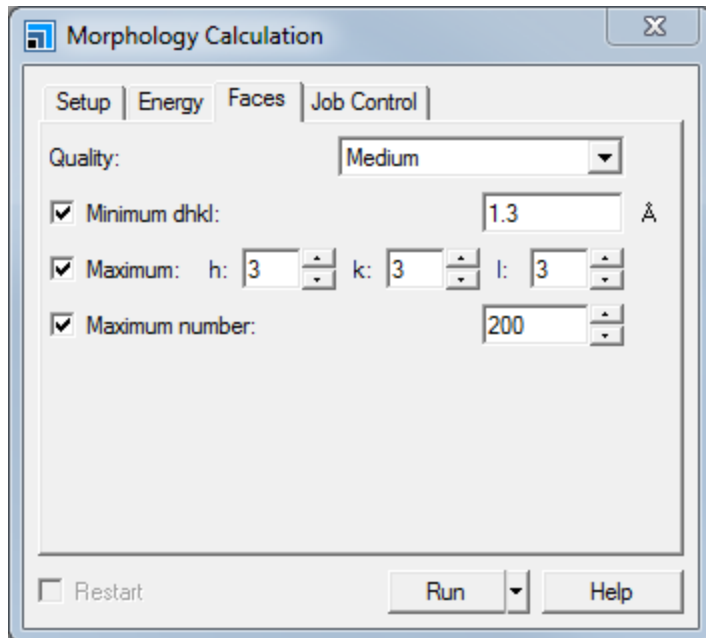 Morphology Calculation
Setup Energy Faces Job Control
Quality: Medium
Minimum dhkl: 1.3 Å
Maximum: h: 3 k: 3 l: 3
Maximum number: 200
Restart Run Help